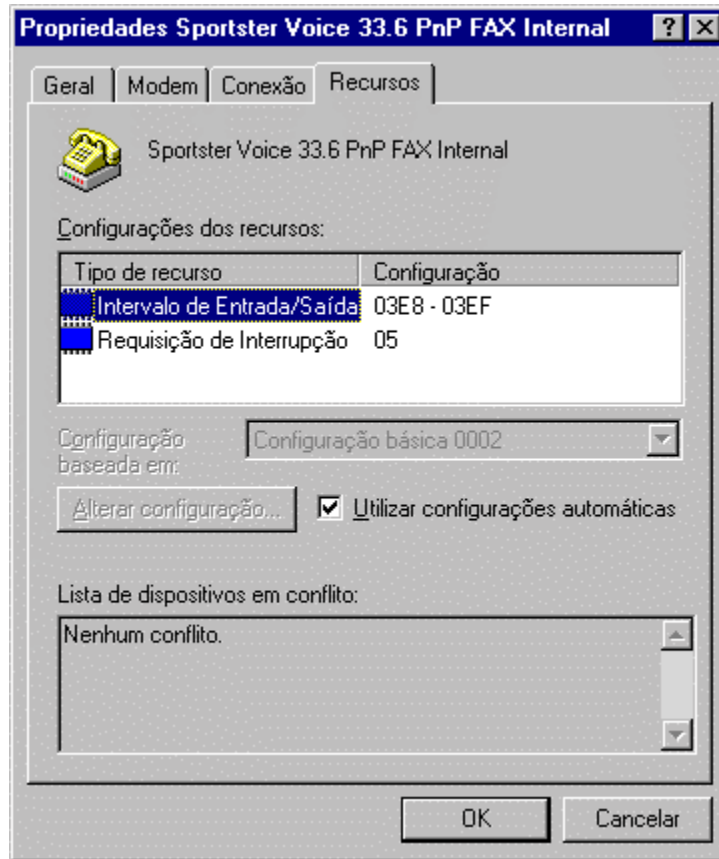 Propriedades Sportster Voice 33.6 PnP FAX Internal
Geral Modem Conexão Recursos
Sportster Voice 33.6 PnP FAX Internal
Configurações dos recursos:
Tipo de recurso Configuração
Intervalo de Entrada/Saída 03E8 - 03EF
Requisição de Interrupção 05
Configuração baseada em: Configuração básica 0002
Alterar configuração... Utilizar configurações automáticas
Lista de dispositivos em conflito:
Nenhum conflito.
OK Cancelar